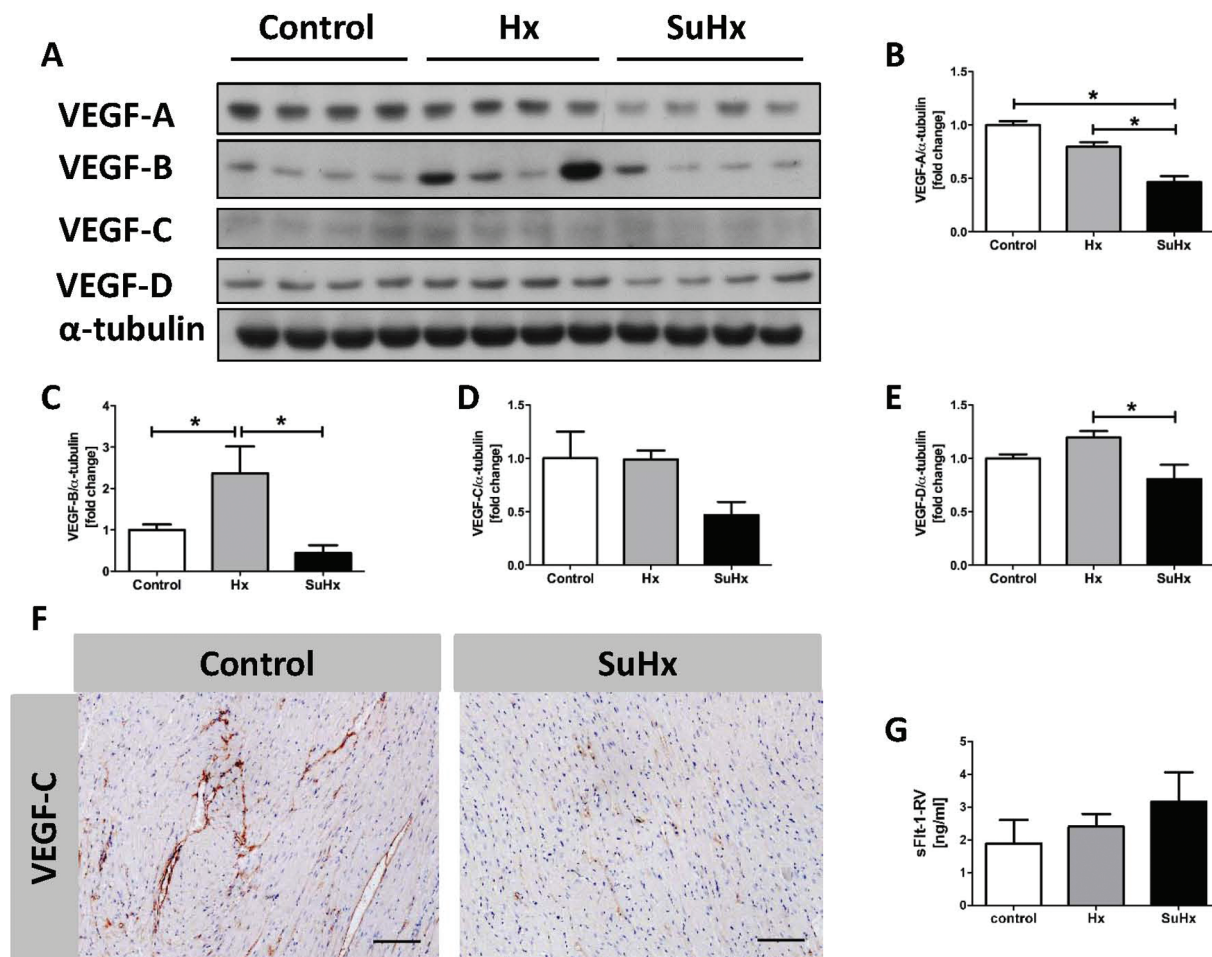 Control Hx SuHx
A
VEGF-A
VEGF-B
VEGF-C
VEGF-D
α-tubulin
B
VEGF-A/α-tubulin
[fold change]
1.5
1.0
0.5
0.0
Control Hx SuHx
*
*
C
VEGF-B/α-tubulin
[fold change]
4
3
2
1
0
Control Hx SuHx
*
*
D
VEGF-C/α-tubulin
[fold change]
1.5
1.0
0.5
0.0
Control Hx SuHx
E
VEGF-D/α-tubulin
[fold change]
1.5
1.0
0.5
0.0
Control Hx SuHx
*
F
Control SuHx
VEGF-C
G
sFlt-1-RV
[ng/ml]
5
4
3
2
1
0
control Hx SuHx